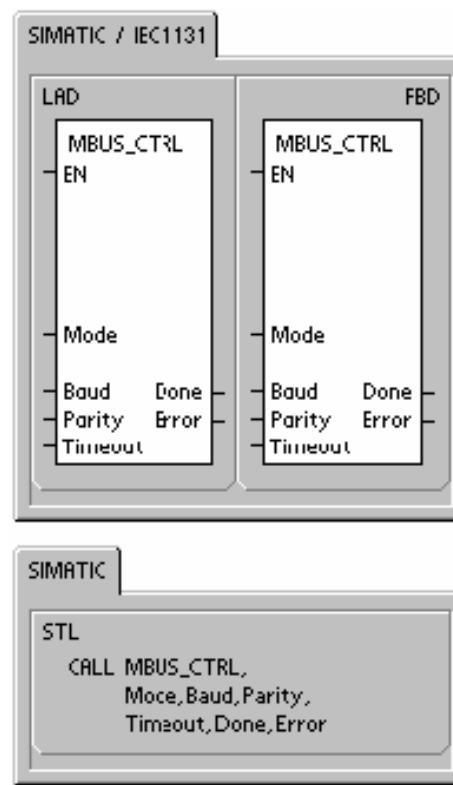 SIMATIC / IEC1131
LAD FBD
MBUS_CTRL MBUS_CTRL
EN EN
Mode Mode
Baud Done Baud Done
Parity Error Parity Error
Timeout Timeout
SIMATIC
STL
CALL MBUS_CTRL,
Moce,Baud,Parity,
Timeout,Done,Error